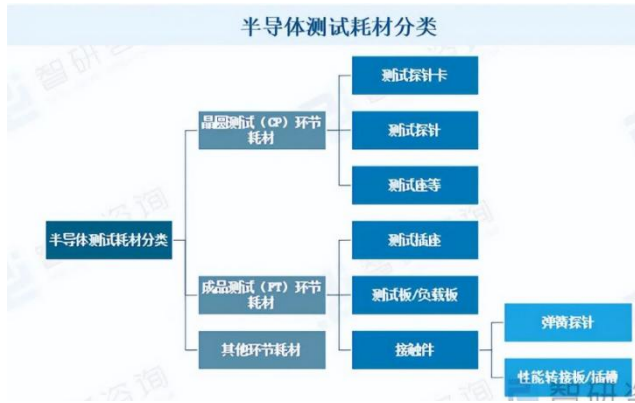 半导体测试耗材分类
智研咨询
测试探针卡
晶圆测试（CP）环节
耗材
测试探针
测试座等
半导体测试耗材分类
测试插座
成品测试（FT）环节
耗材
测试板/负载板
弹簧探针
其他环节耗材
接触件
性能转接板/插槽